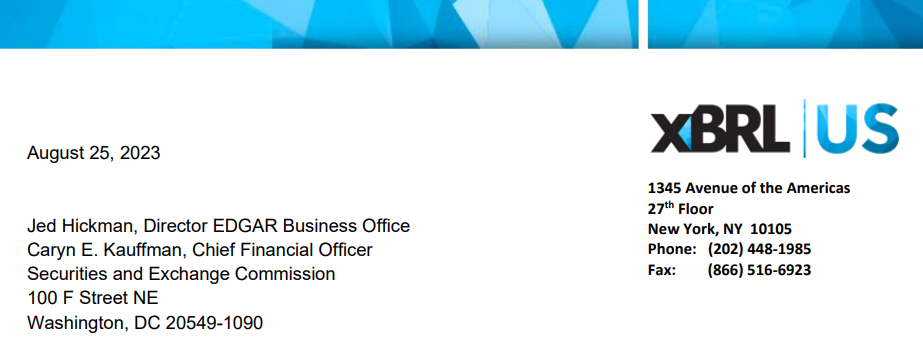 XBRL | US
August 25, 2023
1345 Avenue of the Americas
27th Floor
New York, NY 10105
Phone: (202) 448-1985
Fax: (866) 516-6923
Jed Hickman, Director EDGAR Business Office
Caryn E. Kauffman, Chief Financial Officer
Securities and Exchange Commission
100 F Street NE
Washington, DC 20549-1090